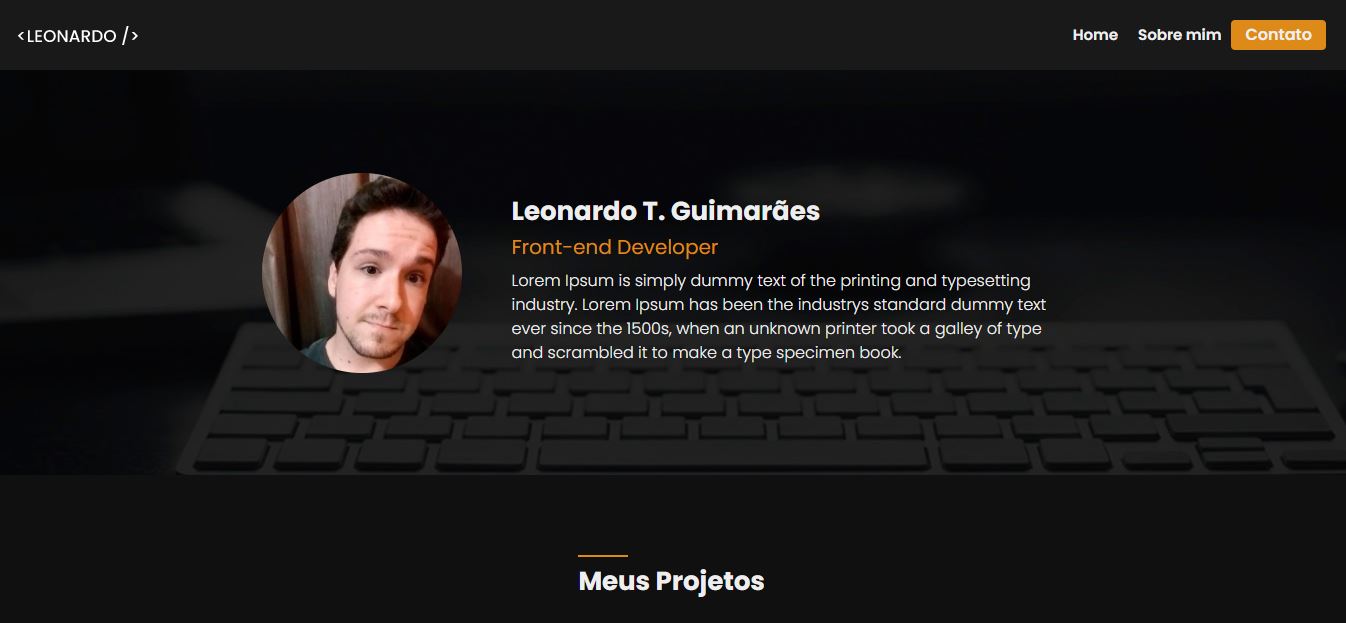 <LEONARDO />
Home Sobre mim Contato
Leonardo T. Guimarães
Front-end Developer
Lorem Ipsum is simply dummy text of the printing and typesetting
industry. Lorem Ipsum has been the industrys standard dummy text
ever since the 1500s, when an unknown printer took a galley of type
and scrambled it to make a type specimen book.
Meus Projetos